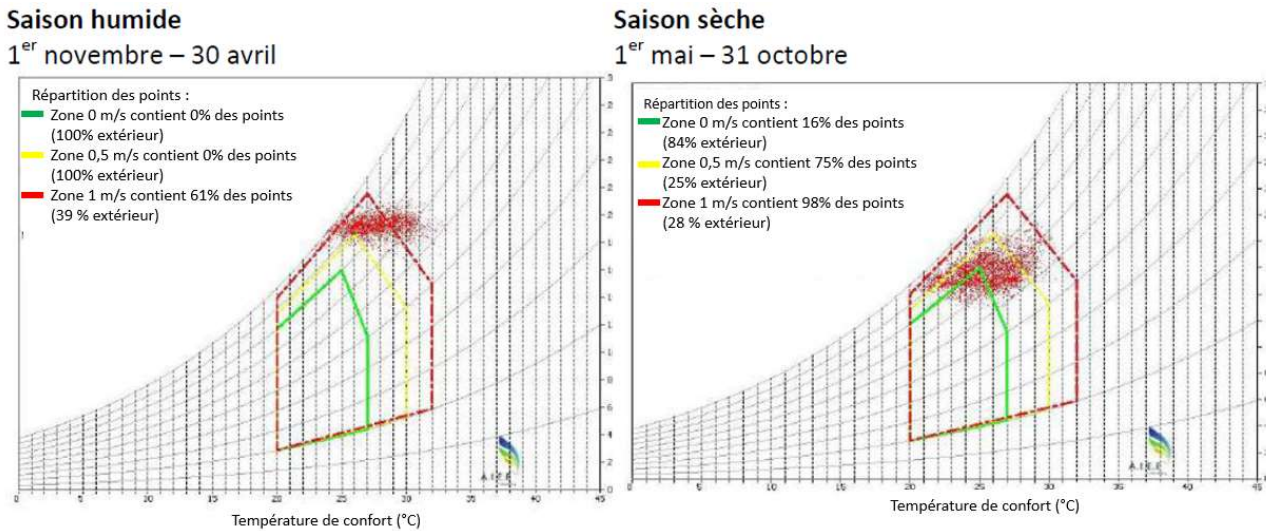 Saison humide
1er novembre – 30 avril
Répartition des points :
Zone 0 m/s contient 0% des points
(100% extérieur)
Zone 0,5 m/s contient 0% des points
(100% extérieur)
Zone 1 m/s contient 61% des points
(39 % extérieur)
0 5 10 15 20 25 30 35 40 45
Température de confort (°C)
A.I.E.E
Saison sèche
1er mai – 31 octobre
Répartition des points :
Zone 0 m/s contient 16% des points
(84% extérieur)
Zone 0,5 m/s contient 75% des points
(25% extérieur)
Zone 1 m/s contient 98% des points
(28 % extérieur)
0 5 10 15 20 25 30 35 40 45
Température de confort (°C)
A.I.E.E